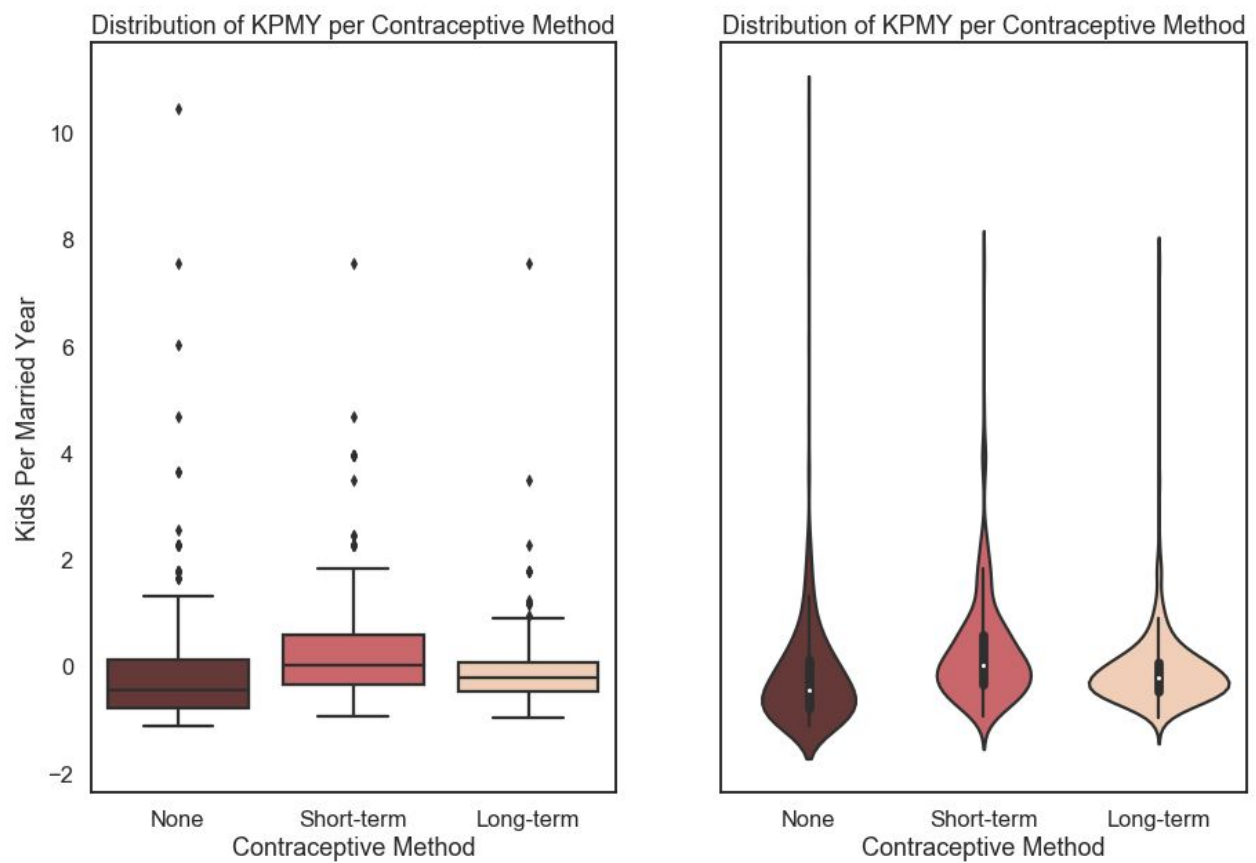 Distribution of KPMY per Contraceptive Method
Kids Per Married Year
10
8
6
4
2
0
−2
None Short-term Long-term
Contraceptive Method
Distribution of KPMY per Contraceptive Method
None Short-term Long-term
Contraceptive Method